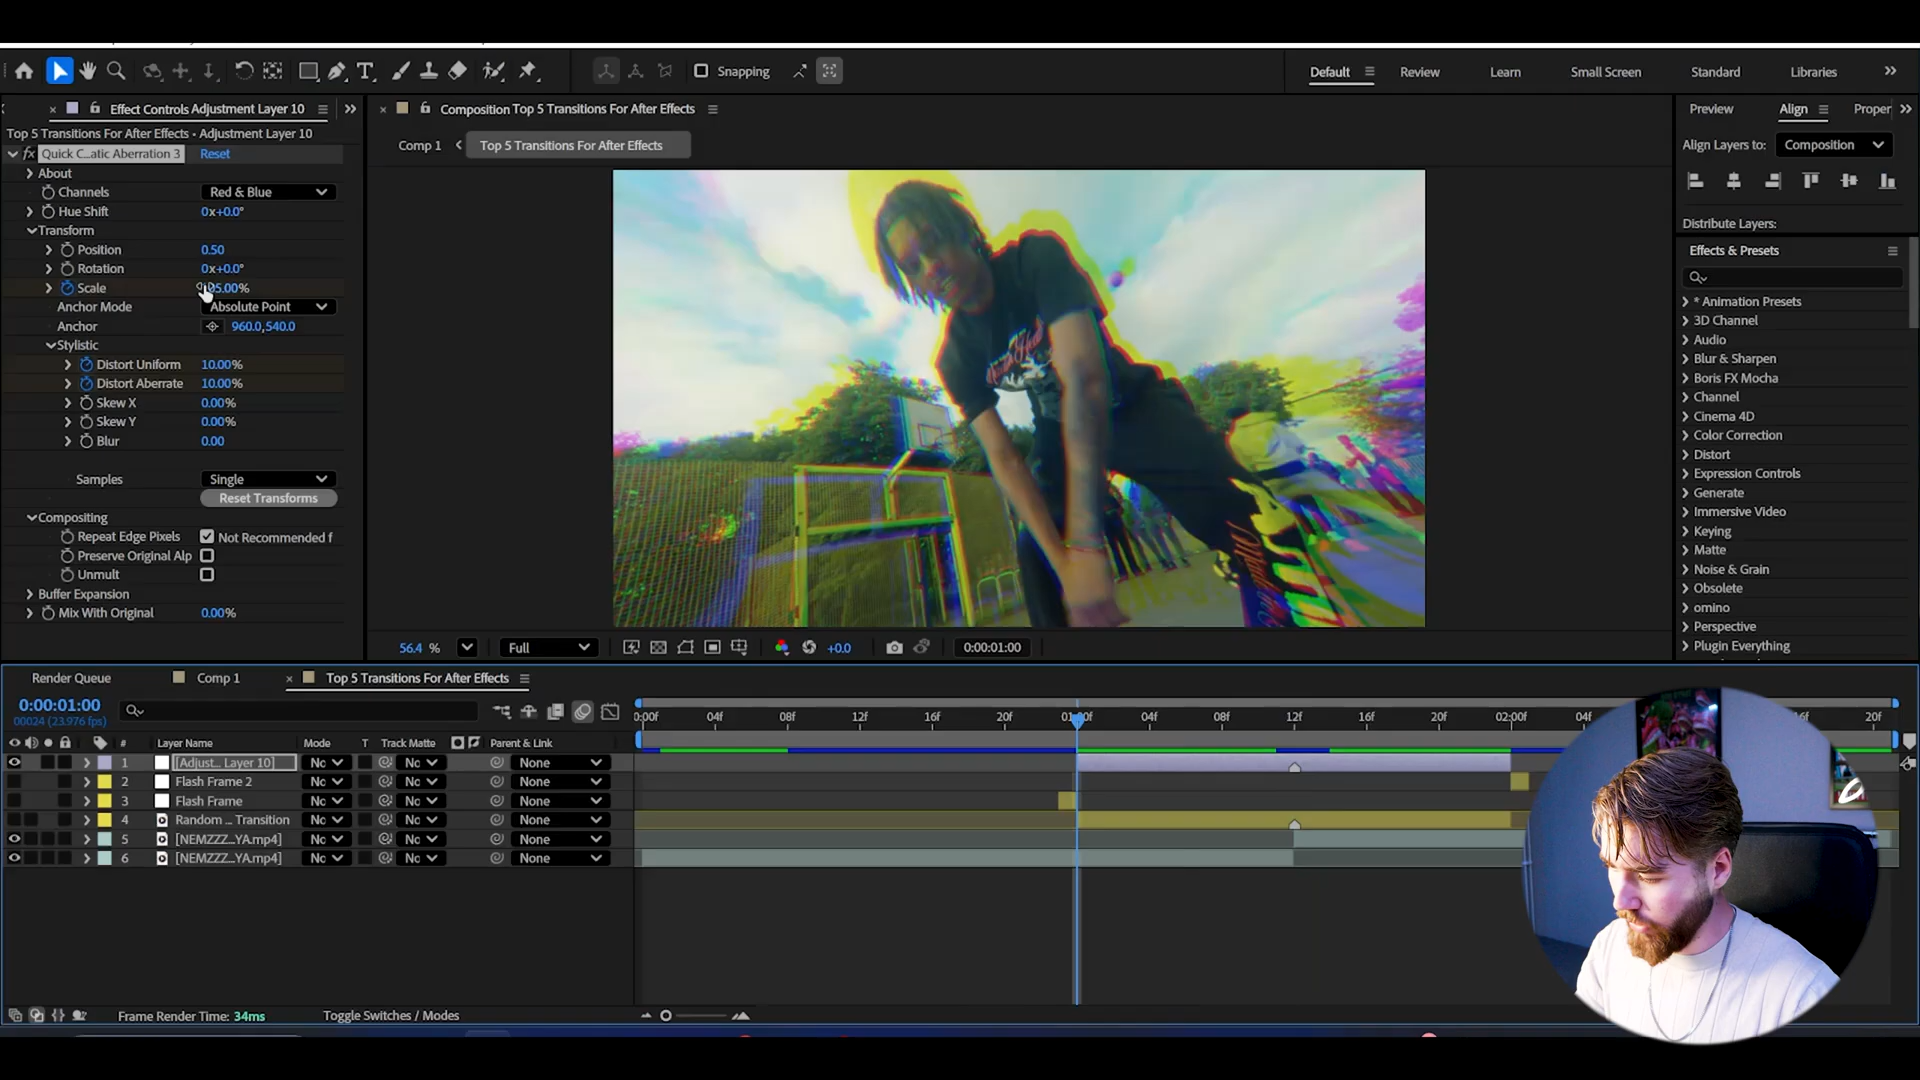 Snapping
Default
Review
Learn
Small Screen
Standard
Libraries
Effect Controls Adjustment Layer 10
Composition Top 5 Transitions For After Effects
Preview
Align
Proper
Top 5 Transitions For After Effects • Adjustment Layer 10
Comp 1
Top 5 Transitions For After Effects
Align Layers to:
Composition
fx
Quick C...atic Aberration 3
Reset
About
Channels
Red & Blue
Hue Shift
0x+0.0°
Transform
Position
0.50
Rotation
0x+0.0°
Scale
Anchor Mode
Absolute Point
Anchor
960.0,540.0
Stylistic
Distort Uniform
10.00%
Distort Aberrate
10.00%
Skew X
0.00%
Skew Y
0.00%
Blur
0.00
Samples
Single
Reset Transforms
Compositing
Repeat Edge Pixels
Not Recommended f
Preserve Original Alp
Unmult
Buffer Expansion
Mix With Original
0.00%
Distribute Layers:
Effects & Presets
* Animation Presets
3D Channel
Audio
Blur & Sharpen
Boris FX Mocha
Channel
Cinema 4D
Color Correction
Distort
Expression Controls
Generate
Immersive Video
Keying
Matte
Noise & Grain
Obsolete
omino
Perspective
Plugin Everything
56.4 %
Full
+0.0
0:00:01:00
Render Queue
Comp 1
Top 5 Transitions For After Effects
0:00:01:00
00024 (23.976 fps)
0:00f 04f 08f 12f 16f 20f 04f 08f 12f 16f 20f 02:00f 04f 20f
# Layer Name Mode T Track Matte Parent & Link
1 [Adjust... Layer 10] Nc Nc None
2 Flash Frame 2 Nc Nc None
3 Flash Frame Nc Nc None
4 Random ... Transition Nc Nc None
5 [NEMZZZ...YA.mp4] Nc Nc None
6 [NEMZZZ...YA.mp4] Nc Nc None
Frame Render Time: 34ms
Toggle Switches / Modes